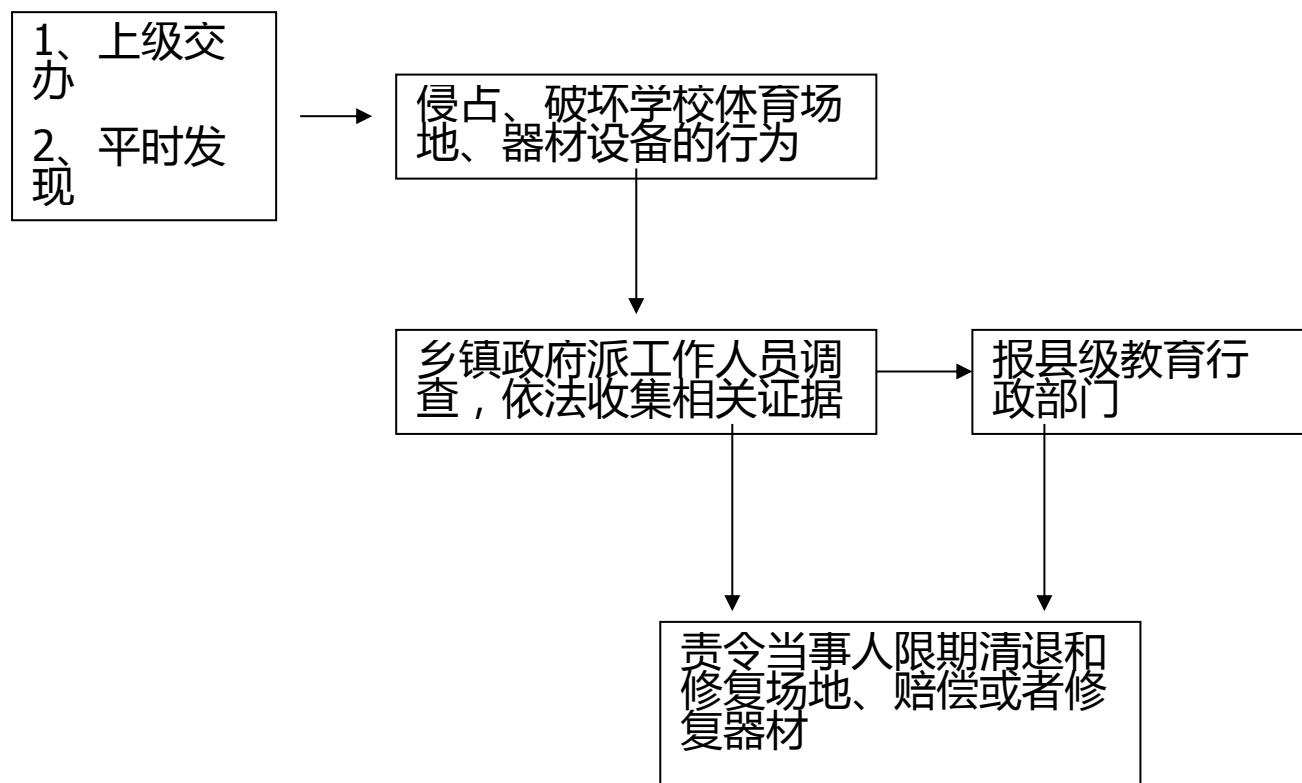 1、上级交
办
2、平时发
现
侵占、破坏学校体育场
地、器材设备的行为
乡镇政府派工作人员调
查，依法收集相关证据
报县级教育行
政部门
责令当事人限期清退和
修复场地、赔偿或者修
复器材